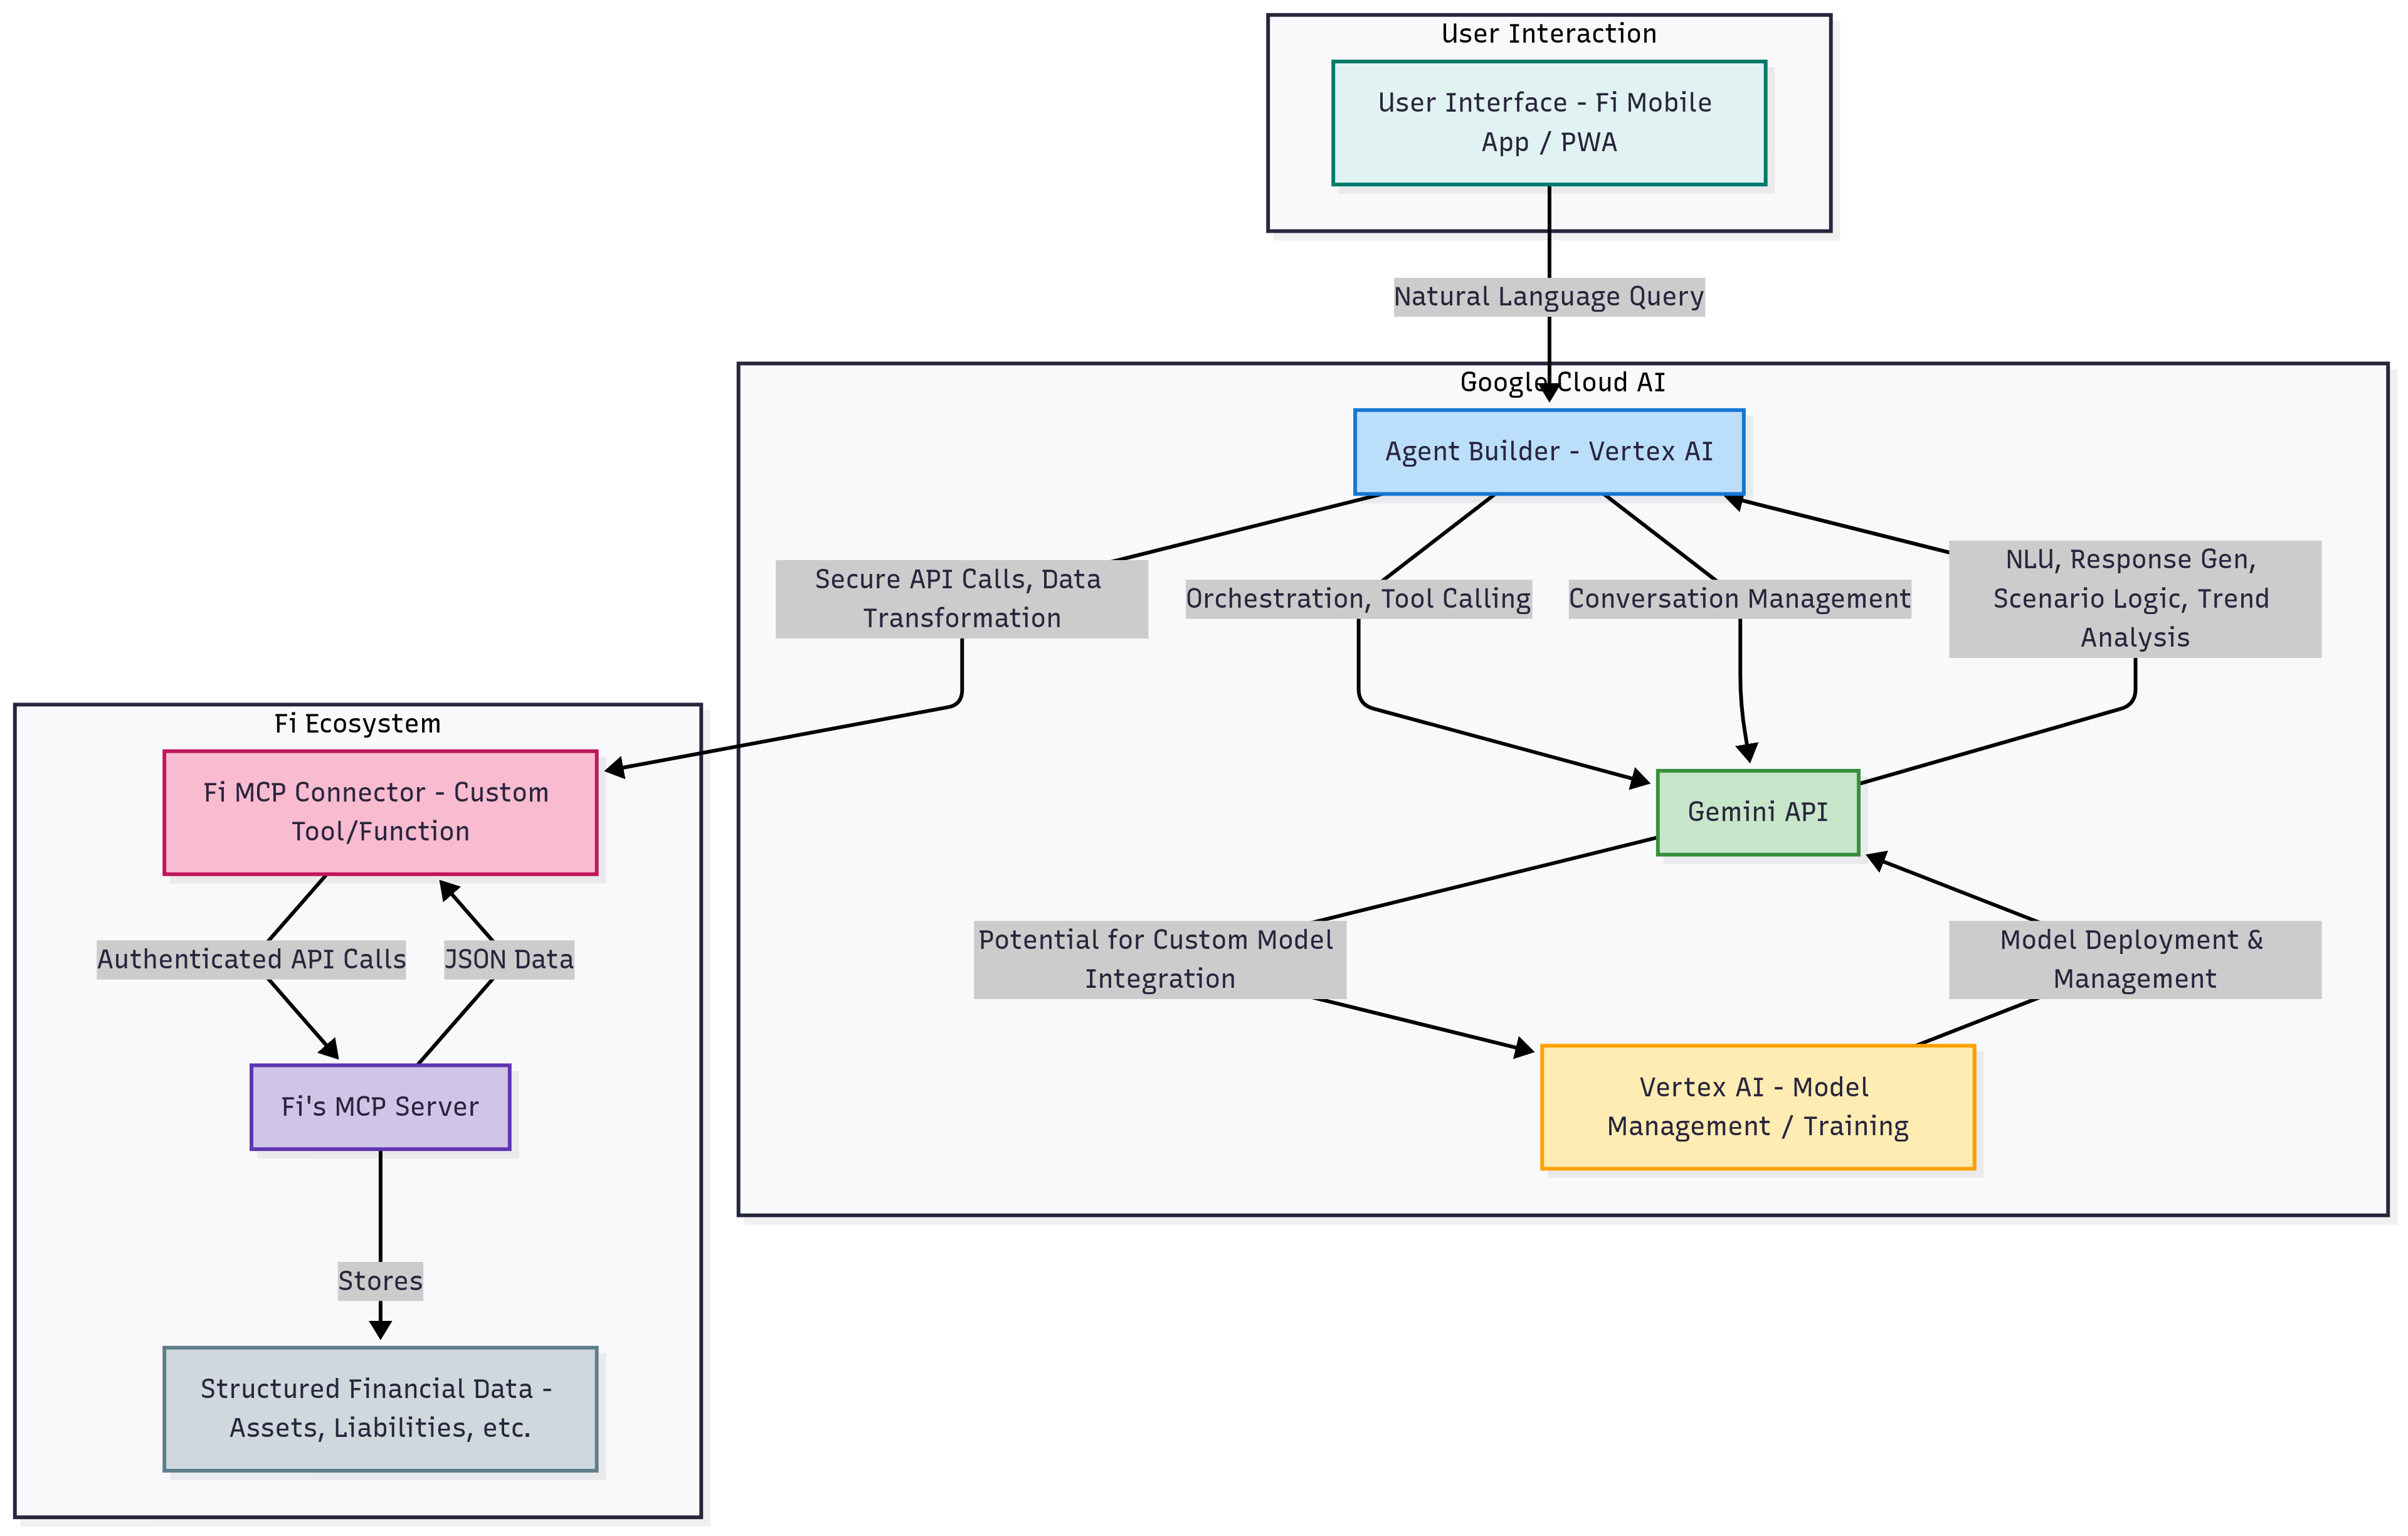 User Interaction
User Interface - Fi Mobile
App / PWA
Natural Language Query
Google Cloud AI
Agent Builder - Vertex AI
Secure API Calls, Data
Transformation
Orchestration, Tool Calling
Conversation Management
NLU, Response Gen,
Scenario Logic, Trend
Analysis
Fi Ecosystem
Fi MCP Connector - Custom
Tool/Function
Gemini API
Authenticated API Calls
JSON Data
Potential for Custom Model
Integration
Model Deployment &
Management
Fi's MCP Server
Vertex AI - Model
Management / Training
Stores
Structured Financial Data -
Assets, Liabilities, etc.